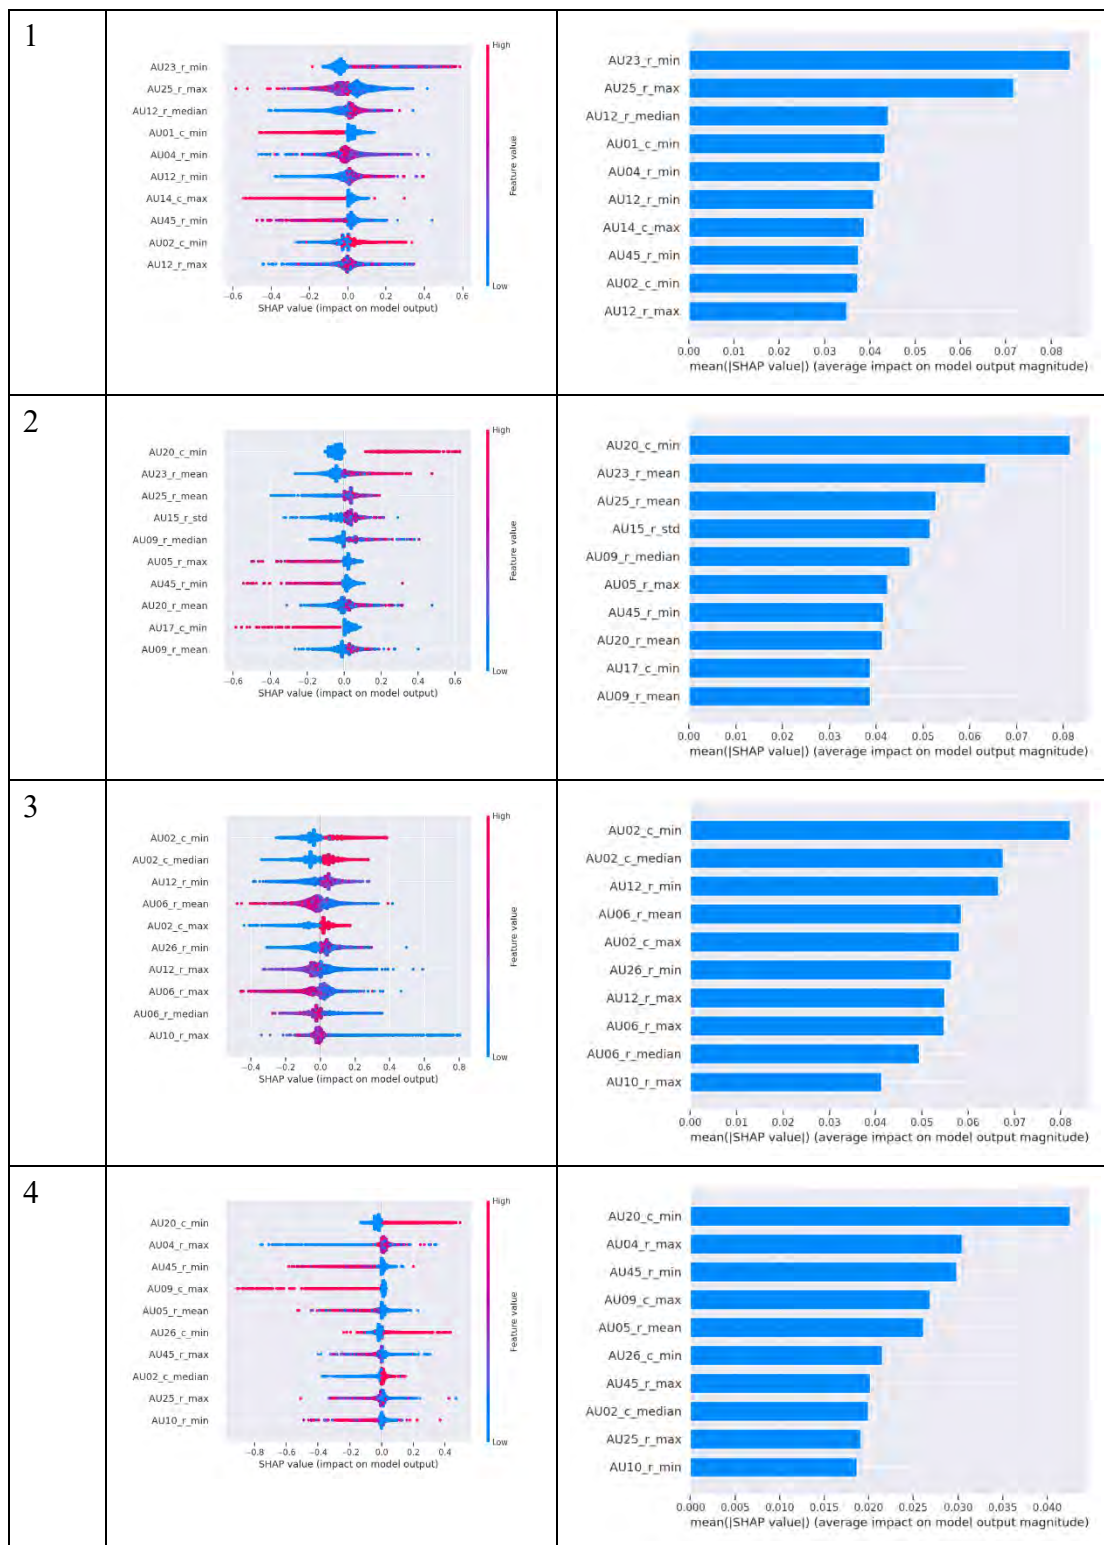 1
High
AU23_r_min
AU25_r_max
AU12_r_median
AU01_c_min
AU04_r_min
AU12_r_min
AU14_c_max
AU45_r_min
AU02_c_min
AU12_r_max
Feature value
Low
−0.6 −0.4 −0.2 0.0 0.2 0.4 0.6
SHAP value (impact on model output)
AU23_r_min
AU25_r_max
AU12_r_median
AU01_c_min
AU04_r_min
AU12_r_min
AU14_c_max
AU45_r_min
AU02_c_min
AU12_r_max
0.00 0.01 0.02 0.03 0.04 0.05 0.06 0.07 0.08
mean(|SHAP value|) (average impact on model output magnitude)
2
High
AU20_c_min
AU23_r_mean
AU25_r_mean
AU15_r_std
AU09_r_median
AU05_r_max
AU45_r_min
AU20_r_mean
AU17_c_min
AU09_r_mean
Feature value
Low
−0.6 −0.4 −0.2 0.0 0.2 0.4 0.6
SHAP value (impact on model output)
AU20_c_min
AU23_r_mean
AU25_r_mean
AU15_r_std
AU09_r_median
AU05_r_max
AU45_r_min
AU20_r_mean
AU17_c_min
AU09_r_mean
0.00 0.01 0.02 0.03 0.04 0.05 0.06 0.07 0.08
mean(|SHAP value|) (average impact on model output magnitude)
3
High
AU02_c_min
AU02_c_median
AU12_r_min
AU06_r_mean
AU02_c_max
AU26_r_min
AU12_r_max
AU06_r_max
AU06_r_median
AU10_r_max
Feature value
Low
−0.4 −0.2 0.0 0.2 0.4 0.6 0.8
SHAP value (impact on model output)
AU02_c_min
AU02_c_median
AU12_r_min
AU06_r_mean
AU02_c_max
AU26_r_min
AU12_r_max
AU06_r_max
AU06_r_median
AU10_r_max
0.00 0.01 0.02 0.03 0.04 0.05 0.06 0.07 0.08
mean(|SHAP value|) (average impact on model output magnitude)
4
High
AU20_c_min
AU04_r_max
AU45_r_min
AU09_c_max
AU05_r_mean
AU26_c_min
AU45_r_max
AU02_c_median
AU25_r_max
AU10_r_min
Feature value
Low
−0.8 −0.6 −0.4 −0.2 0.0 0.2 0.4
SHAP value (impact on model output)
AU20_c_min
AU04_r_max
AU45_r_min
AU09_c_max
AU05_r_mean
AU26_c_min
AU45_r_max
AU02_c_median
AU25_r_max
AU10_r_min
0.000 0.005 0.010 0.015 0.020 0.025 0.030 0.035 0.040
mean(|SHAP value|) (average impact on model output magnitude)